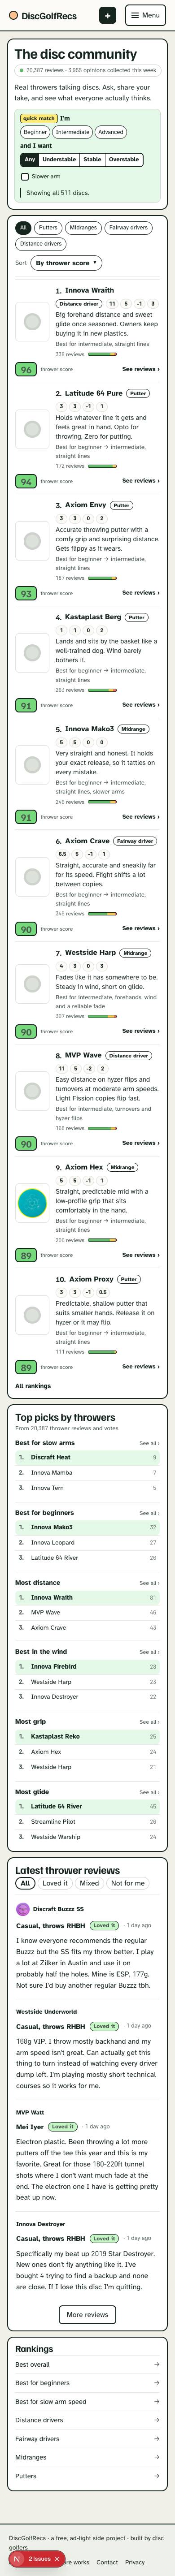 DiscGolfRecs
+
Menu
The disc community
20,387 reviews · 3,955 opinions collected this week
Real throwers talking discs. Ask, share your
take, and see what everyone actually thinks.
quick match I'm
Beginner Intermediate Advanced
and I want
Any Understable Stable Overstable
Slower arm
Showing all 511 discs.
All Putters Midranges Fairway drivers
Distance drivers
Sort By thrower score
1. Innova Wraith
Distance driver 11 5 -1 3
Big forehand distance and sweet
glide once seasoned. Owners keep
buying it in new plastics.
Best for intermediate, straight lines
338 reviews
96 thrower score See reviews ›
2. Latitude 64 Pure Putter
3 3 -1 1
Holds whatever line it gets and
feels great in hand. Opto for
throwing, Zero for putting.
Best for beginner → intermediate,
straight lines
172 reviews
94 thrower score See reviews ›
3. Axiom Envy Putter
3 3 0 2
Accurate throwing putter with a
comfy grip and surprising distance.
Gets flippy as it wears.
Best for beginner → intermediate,
straight lines
187 reviews
93 thrower score See reviews ›
4. Kastaplast Berg Putter
1 1 0 2
Lands and sits by the basket like a
well-trained dog. Wind barely
bothers it.
Best for beginner → intermediate,
straight lines
263 reviews
91 thrower score See reviews ›
5. Innova Mako3 Midrange
5 5 0 0
Very straight and honest. It holds
your exact release, so it tattles on
every mistake.
Best for beginner → intermediate,
straight lines, slower arms
246 reviews
91 thrower score See reviews ›
6. Axiom Crave Fairway driver
6.5 5 -1 1
Straight, accurate and sneakily far
for its speed. Flight shifts a lot
between copies.
Best for beginner → intermediate,
straight lines
349 reviews
90 thrower score See reviews ›
7. Westside Harp Midrange
4 3 0 3
Fades like it has somewhere to be.
Steady in wind, short on glide.
Best for intermediate, forehands, wind
and a reliable fade
307 reviews
90 thrower score See reviews ›
8. MVP Wave Distance driver
11 5 -2 2
Easy distance on hyzer flips and
turnovers at moderate arm speeds.
Light Fission copies flip fast.
Best for intermediate, turnovers and
hyzer flips
188 reviews
90 thrower score See reviews ›
9. Axiom Hex Midrange
5 5 -1 1
Straight, predictable mid with a
low-profile grip that sits
comfortably in the hand.
Best for beginner → intermediate,
straight lines
206 reviews
89 thrower score See reviews ›
10. Axiom Proxy Putter
3 3 -1 0.5
Predictable, shallow putter that
suits smaller hands. Release it on
hyzer or it may flip.
Best for beginner → intermediate,
straight lines
111 reviews
89 thrower score See reviews ›
All rankings
Top picks by throwers
From 20,387 thrower reviews and votes
Best for slow arms See all ›
1. Discraft Heat 9
2. Innova Mamba 7
3. Innova Tern 5
Best for beginners See all ›
1. Innova Mako3 32
2. Innova Leopard 27
3. Latitude 64 River 26
Most distance See all ›
1. Innova Wraith 81
2. MVP Wave 46
3. Axiom Crave 43
Best in the wind See all ›
1. Innova Firebird 28
2. Westside Harp 23
3. Innova Destroyer 22
Most grip See all ›
1. Kastaplast Reko 25
2. Axiom Hex 24
3. Westside Harp 21
Most glide See all ›
1. Latitude 64 River 45
2. Streamline Pilot 26
3. Westside Warship 24
Latest thrower reviews
All Loved it Mixed Not for me
Discraft Buzzz SS
Casual, throws RHBH Loved it · 1 day ago
I know everyone recommends the regular
Buzzz but the SS fits my throw better. I play
a lot at Zilker in Austin and use it on
probably half the holes. Mine is ESP, 177g.
Not sure I'd buy another regular Buzzz tbh.
Westside Underworld
Casual, throws RHBH Loved it · 1 day ago
168g VIP. I throw mostly backhand and my
arm speed isn't great. Can actually get this
only to turn instead of watching every driver
dump left. I'm playing mostly short technical
courses so it works for me.
MVP Watt
Mei Iyer Loved it · 1 day ago
Electron plastic. Been throwing a lot more
putters off the tee this year and this is my
favorite. Great for those 180-220ft tunnel
shots where I don't want much fade at the
end. The electron one I have is getting pretty
beat up now.
Innova Destroyer
Casual, throws RHBH Loved it · 1 day ago
Specifically my beat up 2019 Star Destroyer.
New ones don't fly anything like it. I've
bought 4 trying to find a backup and none
are close. If I lose this disc I'm quitting.
More reviews
Rankings
Best overall →
Best for beginners →
Best for slow arm speed →
Distance drivers →
Fairway drivers →
Midranges →
Putters →
DiscGolfRecs · a free, ad-light side project · built by disc
golfers
N 2 Issues ×
works Contact Privacy